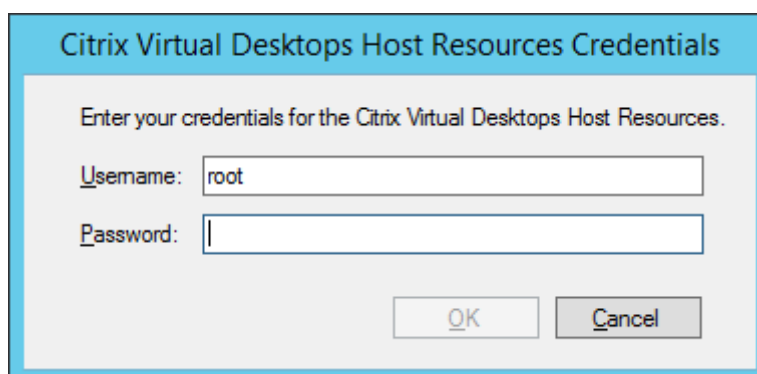 Citrix Virtual Desktops Host Resources Credentials
Enter your credentials for the Citrix Virtual Desktops Host Resources.
Username: root
Password:
OK Cancel